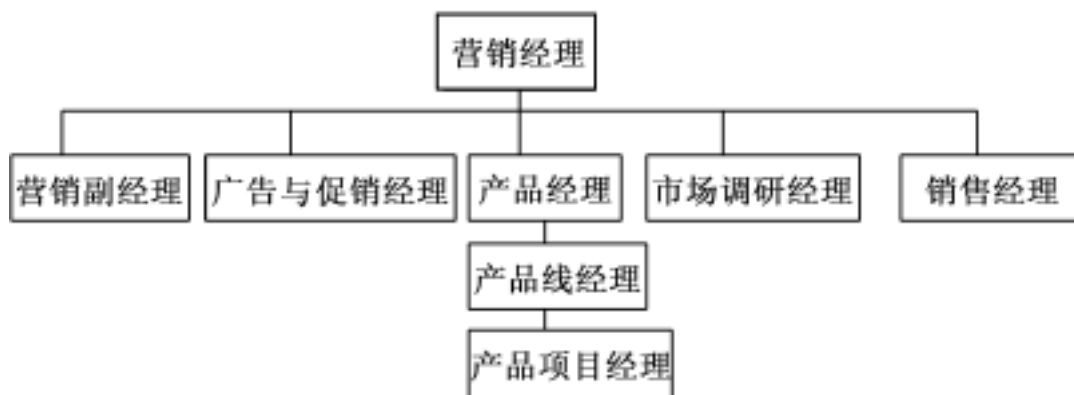 营销经理
营销副经理
广告与促销经理
产品经理
市场调研经理
销售经理
产品线经理
产品项目经理